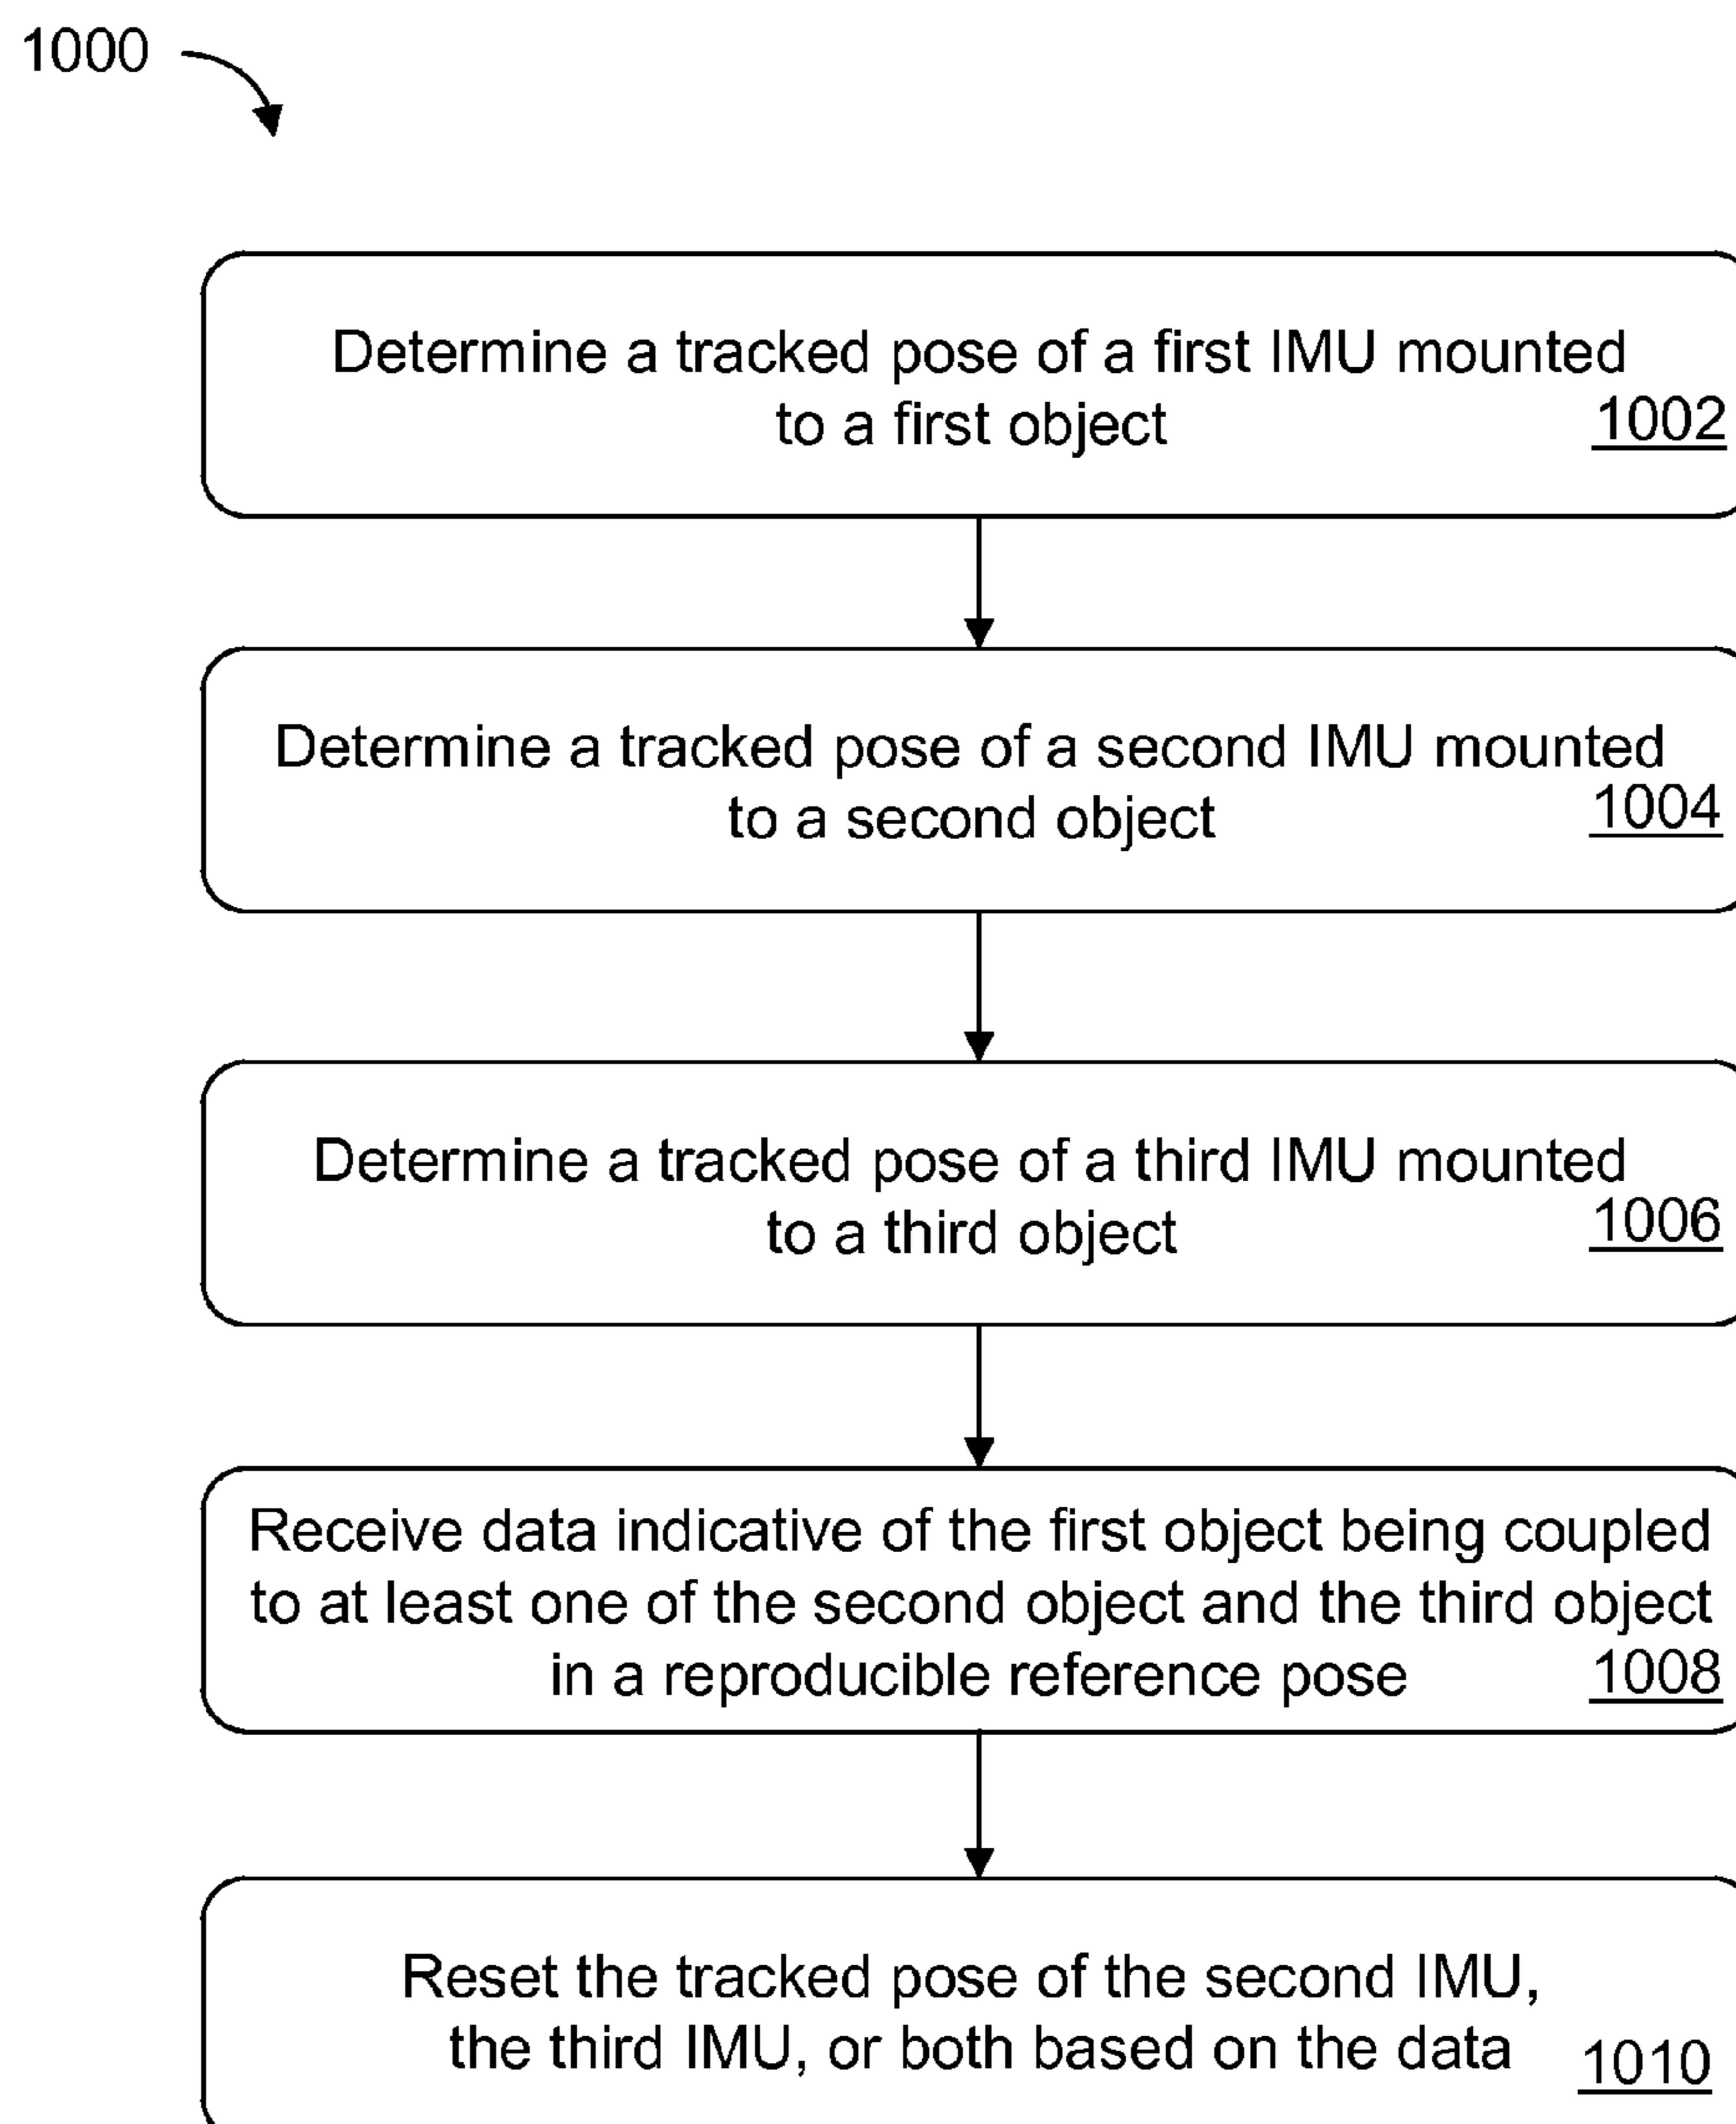 1000
Determine a tracked pose of a first IMU mounted
to a first object
1002
Determine a tracked pose of a second IMU mounted
to a second object
1004
Determine a tracked pose of a third IMU mounted
to a third object
1006
Receive data indicative of the first object being coupled
to at least one of the second object and the third object
in a reproducible reference pose
1008
Reset the tracked pose of the second IMU,
the third IMU, or both based on the data
1010